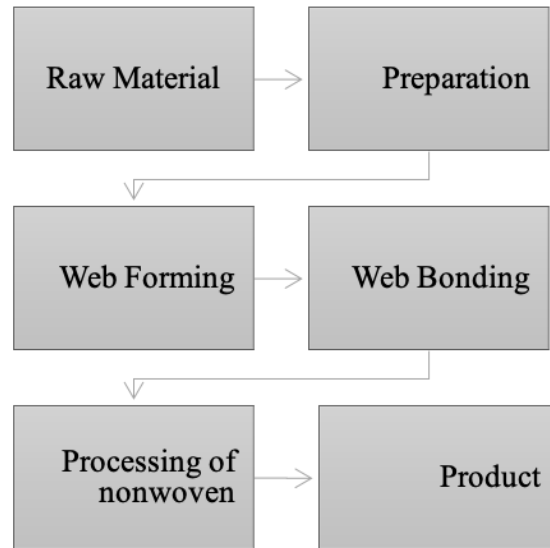 Raw Material
Preparation
Web Forming
Web Bonding
Processing of
nonwoven
Product